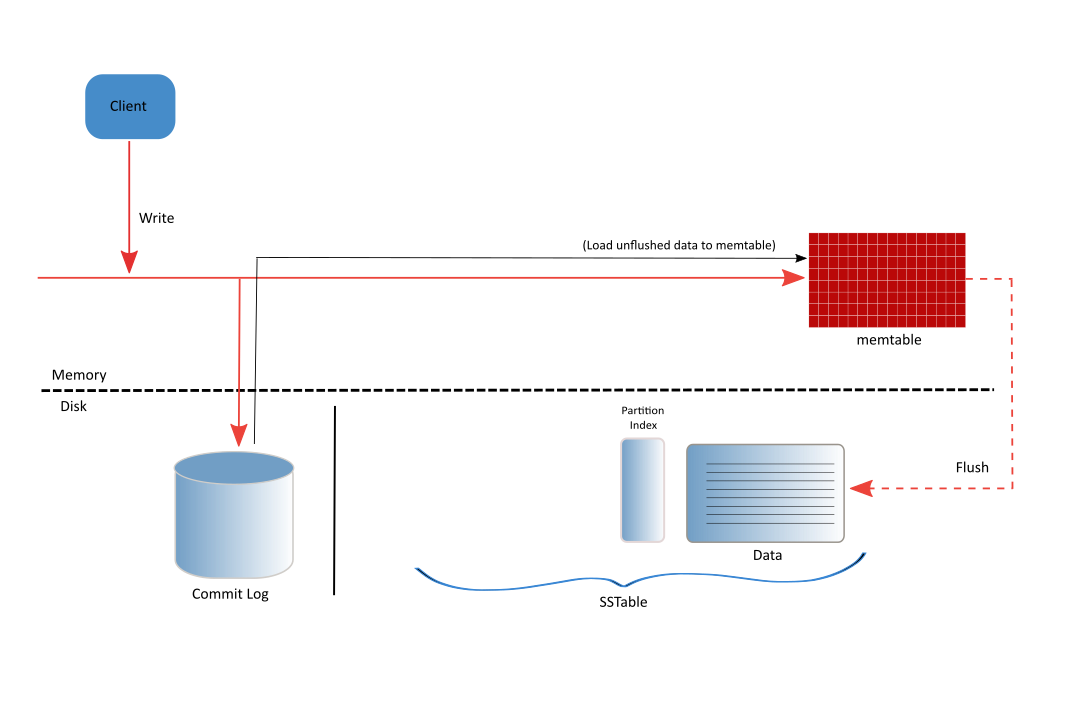 Client
Write
(Load unflushed data to memtable)
memtable
Memory
Disk
Partition
Index
Flush
Data
Commit Log
SSTable